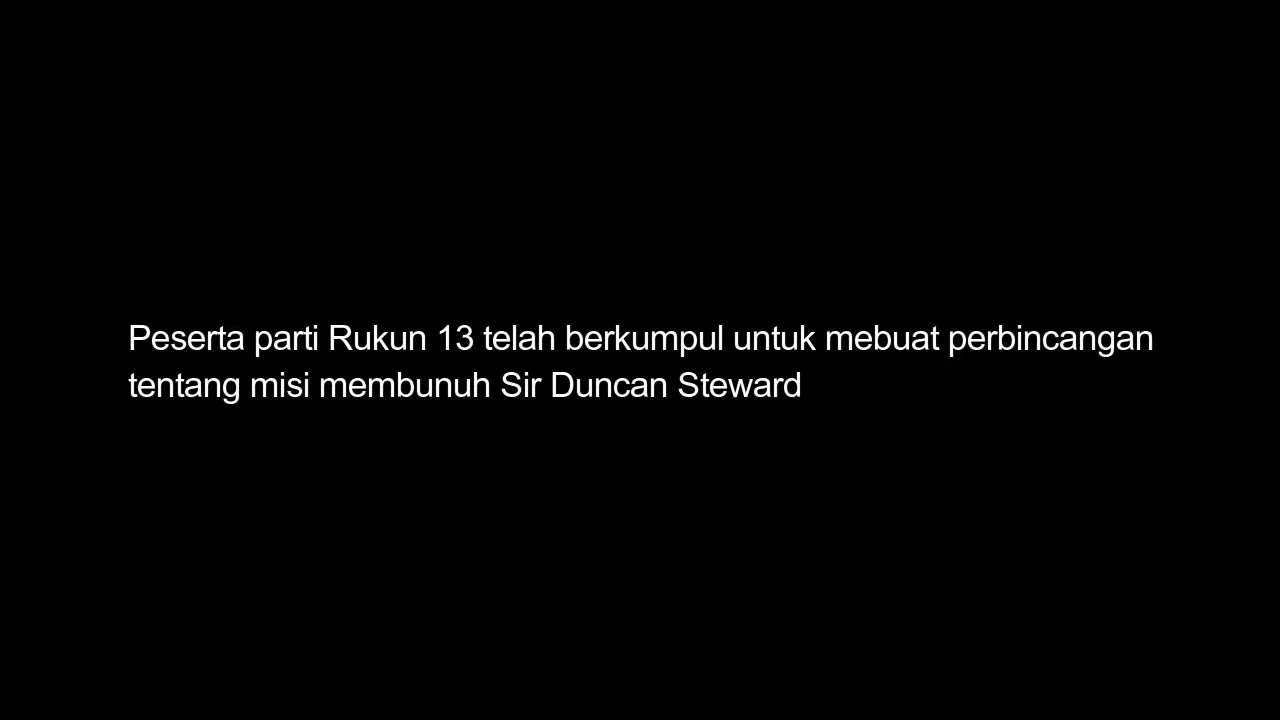 Peserta parti Rukun 13 telah berkumpul untuk mebuat perbincangan
tentang misi membunuh Sir Duncan Steward